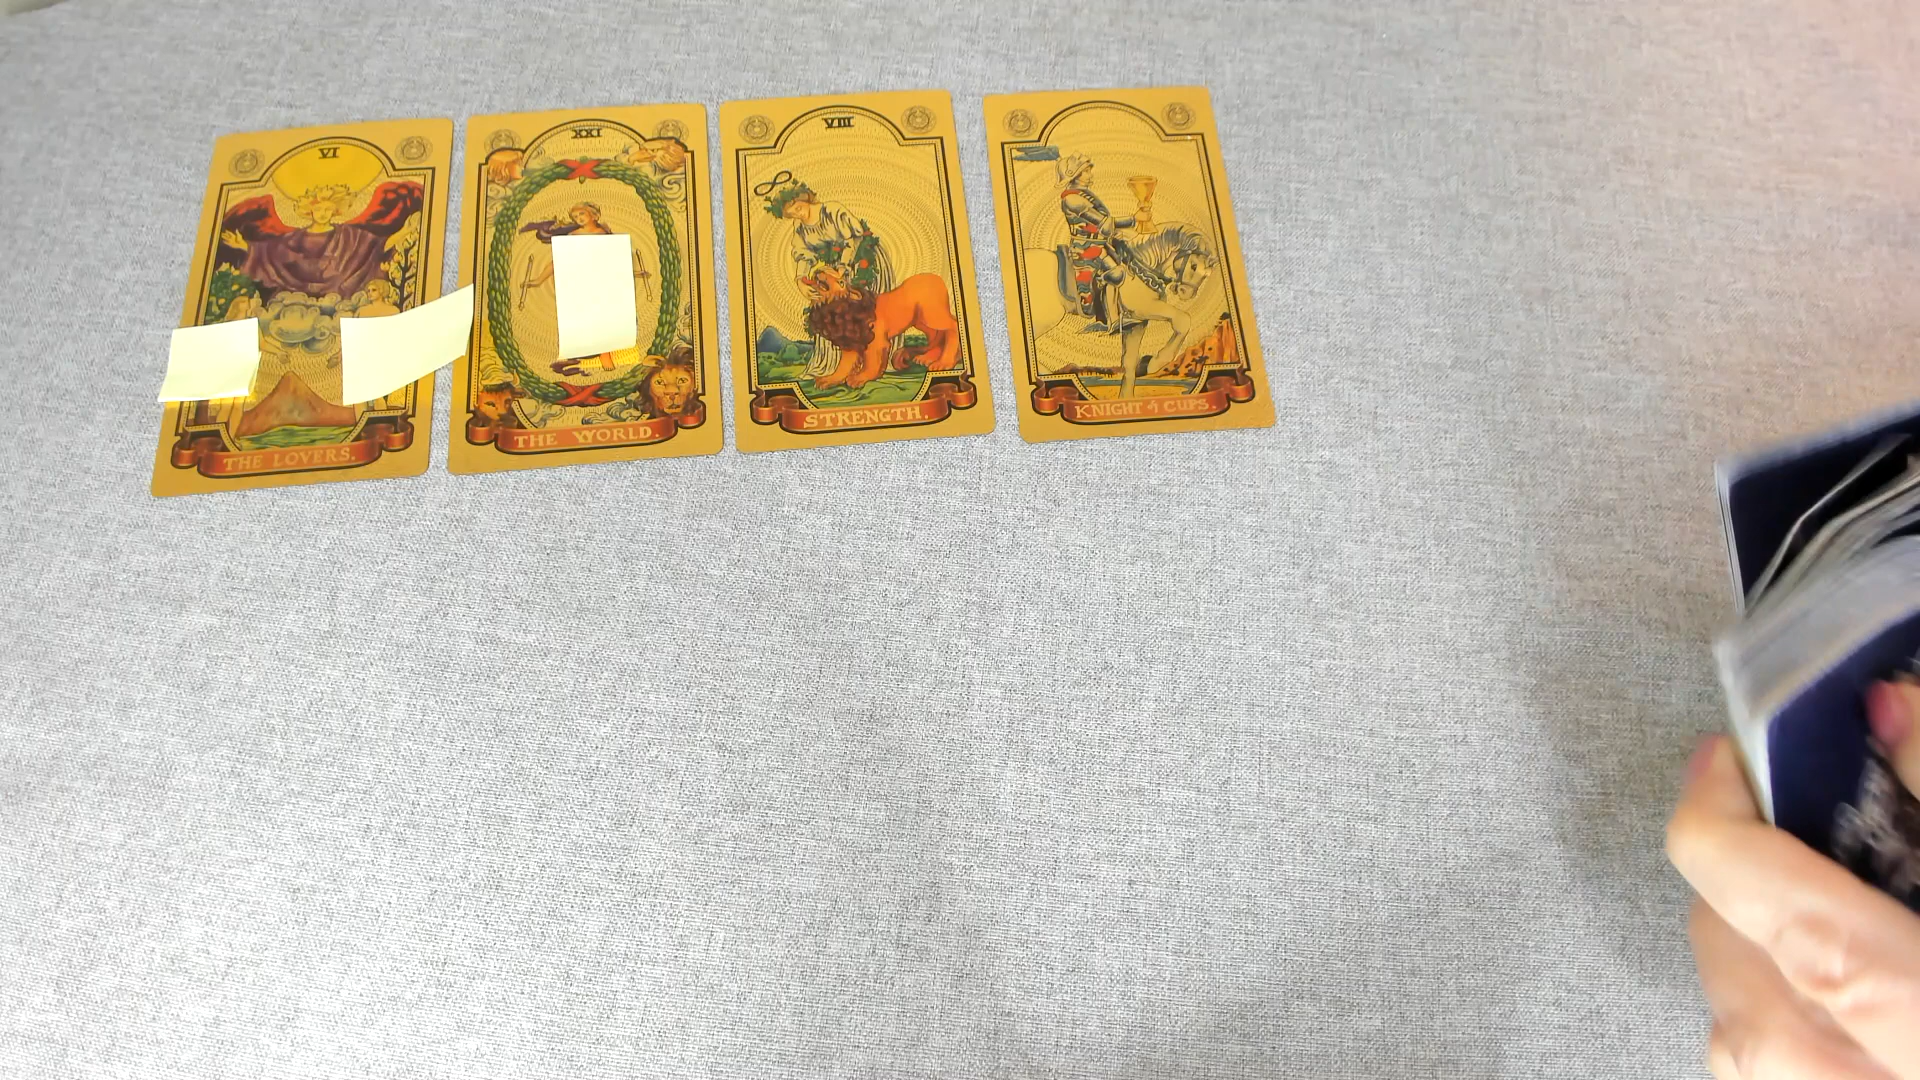 VI
THE LOVERS.
XXI
THE WORLD.
VIII
STRENGTH.
KNIGHT of CUPS.